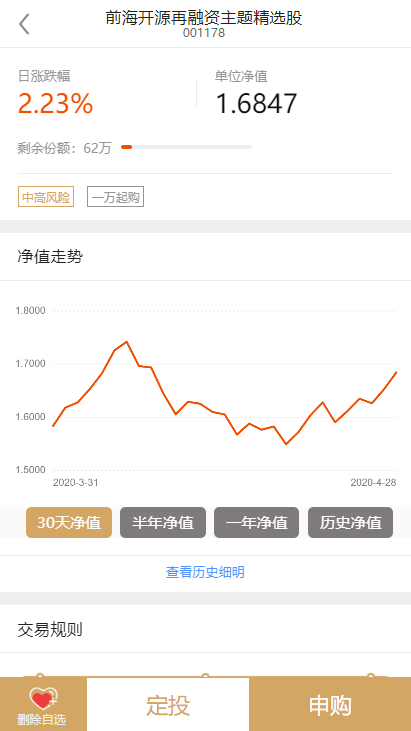 前海开源再融资主题精选股
001178
日涨跌幅
单位净值
2.23%
1.6847
剩余份额：62万
中高风险
一万起购
净值走势
1.8000
1.7000
1.6000
1.5000
2020-3-31
2020-4-28
30天净值
半年净值
一年净值
历史净值
查看历史细明
交易规则
删除自选
定投
申购